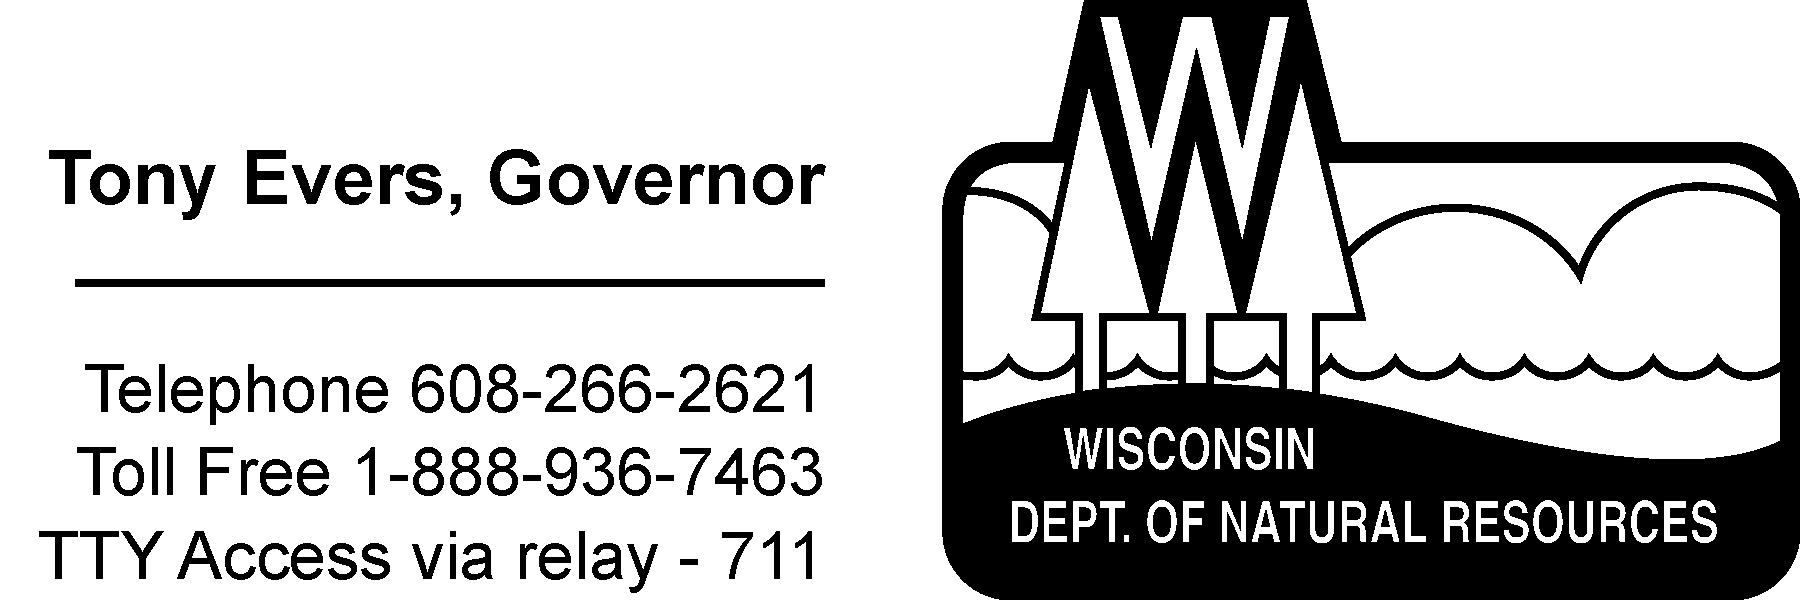 Tony Evers, Governor
Telephone 608-266-2621
Toll Free 1-888-936-7463
TTY Access via relay - 711
W
WISCONSIN
DEPT. OF NATURAL RESOURCES